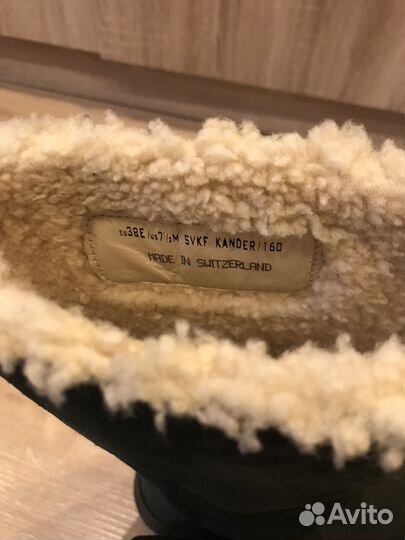 EU38E/US7½M SVKF KANDER/160
MADE IN SWITZERLAND
Avito